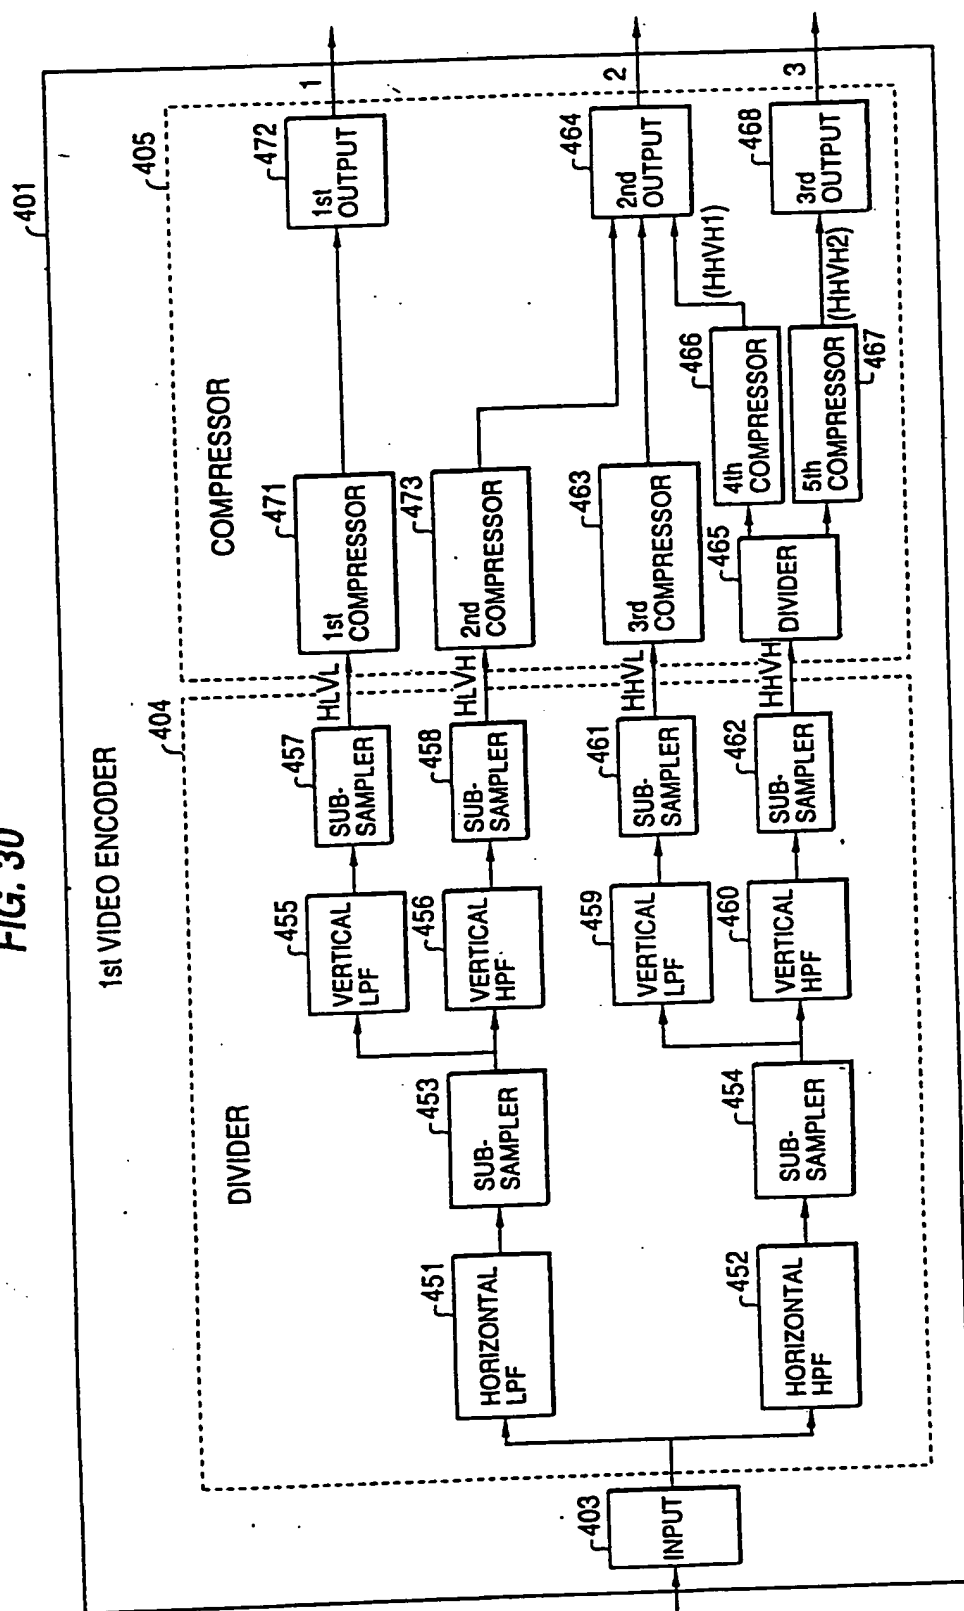 FIG. 30
1st VIDEO ENCODER
401
403
INPUT
DIVIDER
404
451
HORIZONTAL
LPF
452
HORIZONTAL
HPF
453
SUB-
SAMPLER
454
SUB-
SAMPLER
455
VERTICAL
LPF
456
VERTICAL
HPF
459
VERTICAL
LPF
460
VERTICAL
HPF
457
SUB-
SAMPLER
458
SUB-
SAMPLER
461
SUB-
SAMPLER
462
SUB-
SAMPLER
HLVL
HLVH
HHVL
HHVH
COMPRESSOR
405
471
1st
COMPRESSOR
473
2nd
COMPRESSOR
463
3rd
COMPRESSOR
465
DIVIDER
466
4th
COMPRESSOR
5th
COMPRESSOR
467
(HHVH1)
(HHVH2)
472
1st
OUTPUT
464
2nd
OUTPUT
468
3rd
OUTPUT
1
2
3